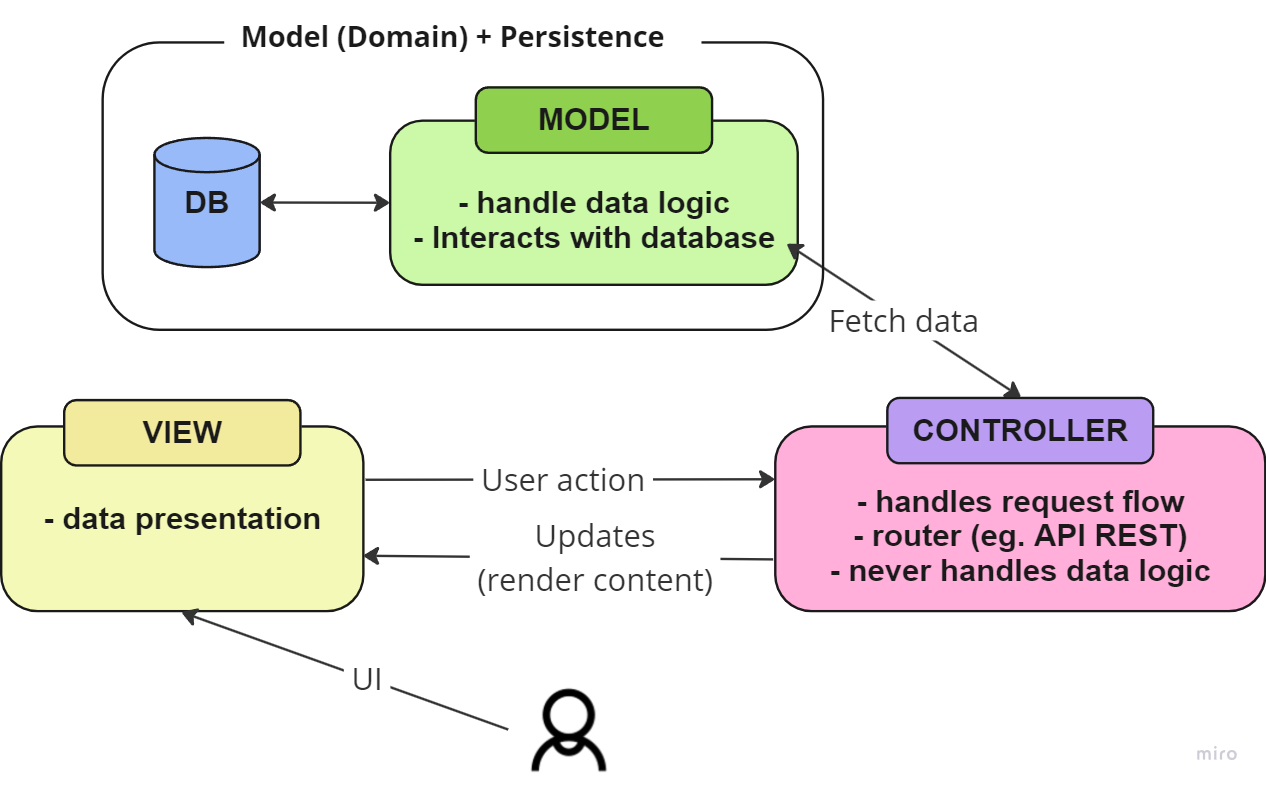 Model (Domain) + Persistence
MODEL
DB
- handle data logic
- Interacts with database
Fetch data
VIEW
- data presentation
User action
Updates
(render content)
CONTROLLER
- handles request flow
- router (eg. API REST)
- never handles data logic
UI
miro